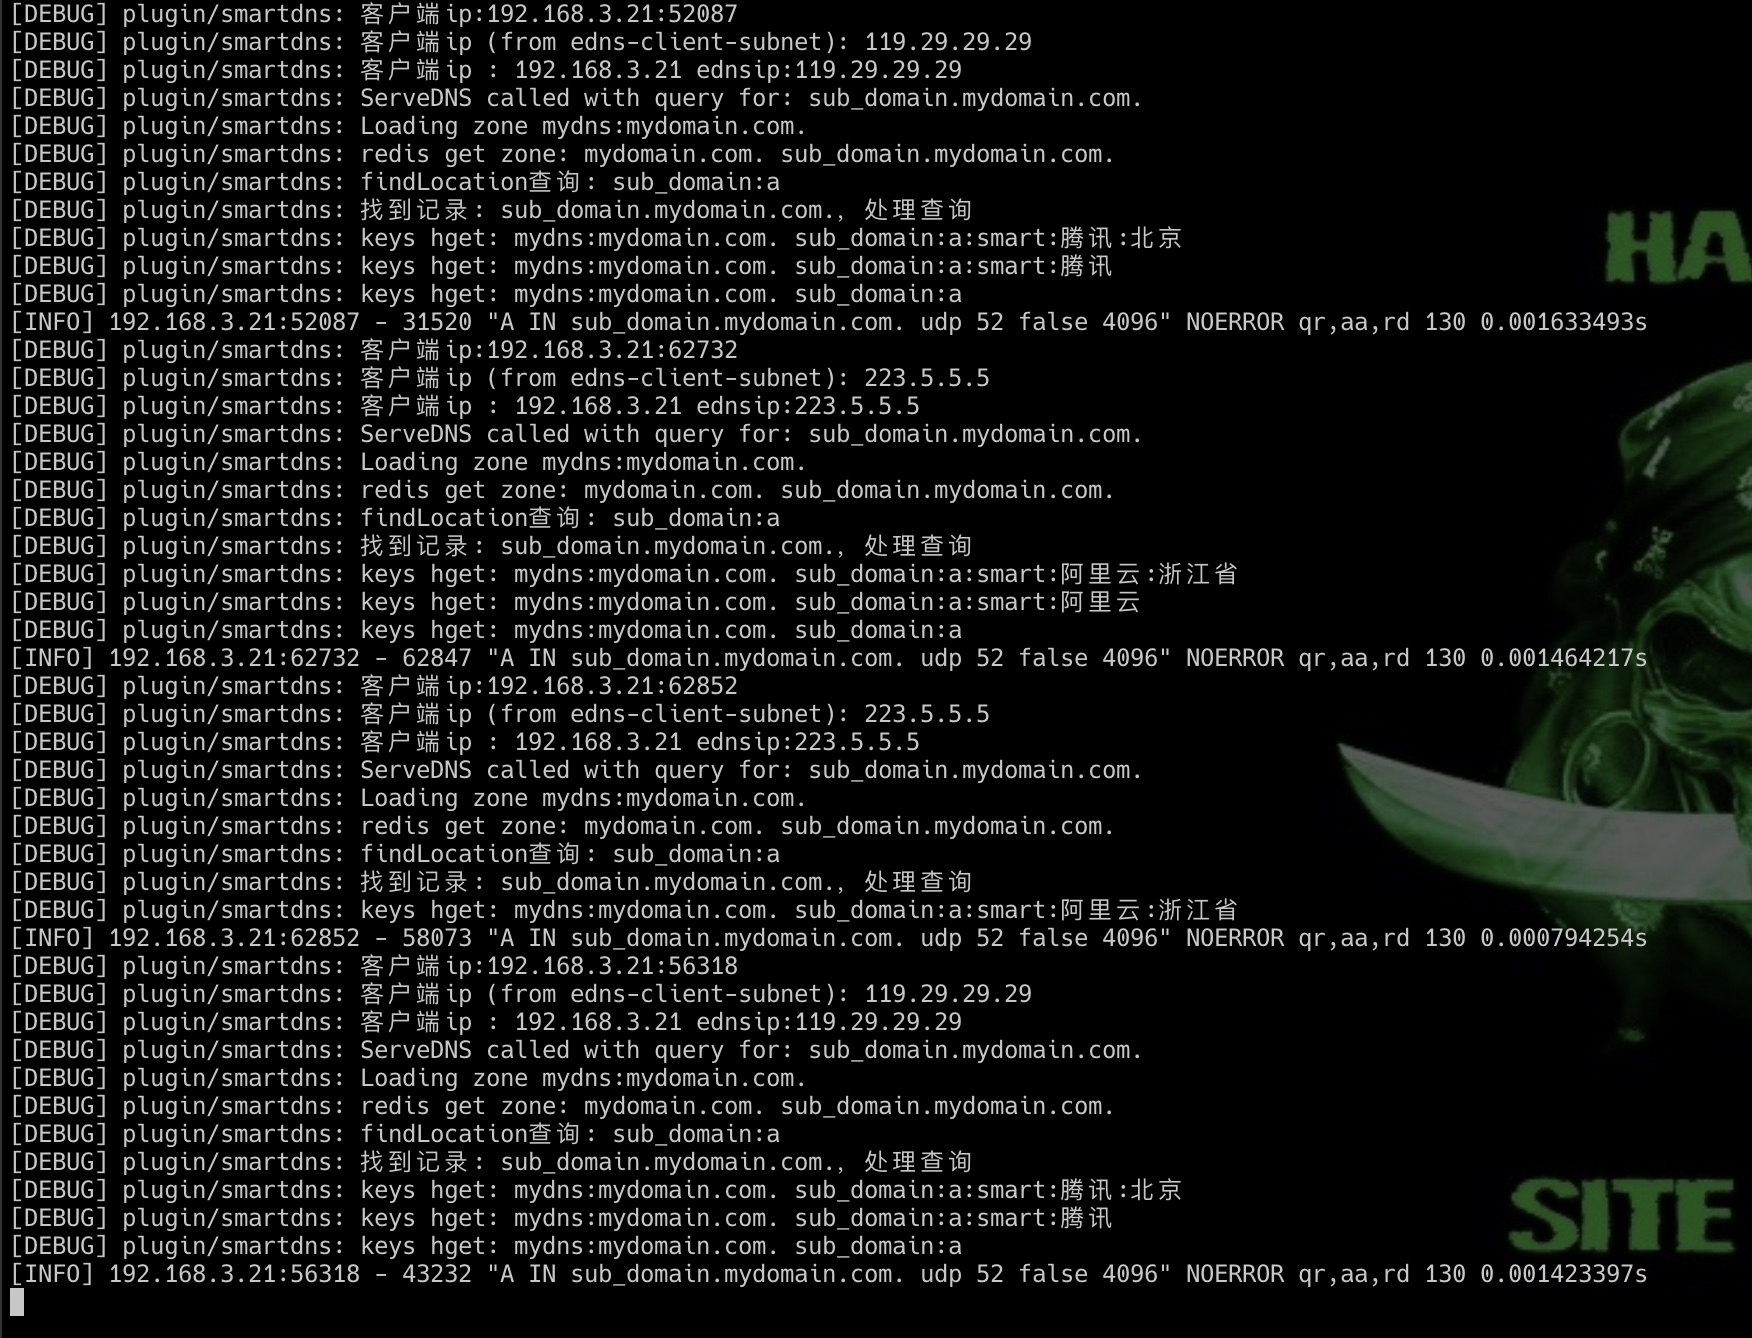 [DEBUG] plugin/smartdns: 客户端ip:192.168.3.21:52087
[DEBUG] plugin/smartdns: 客户端ip (from edns-client-subnet): 119.29.29.29
[DEBUG] plugin/smartdns: 客户端ip : 192.168.3.21 ednsip:119.29.29.29
[DEBUG] plugin/smartdns: ServeDNS called with query for: sub_domain.mydomain.com.
[DEBUG] plugin/smartdns: Loading zone mydns:mydomain.com.
[DEBUG] plugin/smartdns: redis get zone: mydomain.com. sub_domain.mydomain.com.
[DEBUG] plugin/smartdns: findLocation查询: sub_domain:a
[DEBUG] plugin/smartdns: 找到记录: sub_domain.mydomain.com., 处理查询
[DEBUG] plugin/smartdns: keys hget: mydns:mydomain.com. sub_domain:a:smart:腾讯:北京
[DEBUG] plugin/smartdns: keys hget: mydns:mydomain.com. sub_domain:a:smart:腾讯
[DEBUG] plugin/smartdns: keys hget: mydns:mydomain.com. sub_domain:a
[INFO] 192.168.3.21:52087 - 31520 "A IN sub_domain.mydomain.com. udp 52 false 4096" NOERROR qr,aa,rd 130 0.001633493s
[DEBUG] plugin/smartdns: 客户端ip:192.168.3.21:62732
[DEBUG] plugin/smartdns: 客户端ip (from edns-client-subnet): 223.5.5.5
[DEBUG] plugin/smartdns: 客户端ip : 192.168.3.21 ednsip:223.5.5.5
[DEBUG] plugin/smartdns: ServeDNS called with query for: sub_domain.mydomain.com.
[DEBUG] plugin/smartdns: Loading zone mydns:mydomain.com.
[DEBUG] plugin/smartdns: redis get zone: mydomain.com. sub_domain.mydomain.com.
[DEBUG] plugin/smartdns: findLocation查询: sub_domain:a
[DEBUG] plugin/smartdns: 找到记录: sub_domain.mydomain.com., 处理查询
[DEBUG] plugin/smartdns: keys hget: mydns:mydomain.com. sub_domain:a:smart:阿里云:浙江省
[DEBUG] plugin/smartdns: keys hget: mydns:mydomain.com. sub_domain:a:smart:阿里云
[DEBUG] plugin/smartdns: keys hget: mydns:mydomain.com. sub_domain:a
[INFO] 192.168.3.21:62732 - 62847 "A IN sub_domain.mydomain.com. udp 52 false 4096" NOERROR qr,aa,rd 130 0.001464217s
[DEBUG] plugin/smartdns: 客户端ip:192.168.3.21:62852
[DEBUG] plugin/smartdns: 客户端ip (from edns-client-subnet): 223.5.5.5
[DEBUG] plugin/smartdns: 客户端ip : 192.168.3.21 ednsip:223.5.5.5
[DEBUG] plugin/smartdns: ServeDNS called with query for: sub_domain.mydomain.com.
[DEBUG] plugin/smartdns: Loading zone mydns:mydomain.com.
[DEBUG] plugin/smartdns: redis get zone: mydomain.com. sub_domain.mydomain.com.
[DEBUG] plugin/smartdns: findLocation查询: sub_domain:a
[DEBUG] plugin/smartdns: 找到记录: sub_domain.mydomain.com., 处理查询
[DEBUG] plugin/smartdns: keys hget: mydns:mydomain.com. sub_domain:a:smart:阿里云:浙江省
[INFO] 192.168.3.21:62852 - 58073 "A IN sub_domain.mydomain.com. udp 52 false 4096" NOERROR qr,aa,rd 130 0.000794254s
[DEBUG] plugin/smartdns: 客户端ip:192.168.3.21:56318
[DEBUG] plugin/smartdns: 客户端ip (from edns-client-subnet): 119.29.29.29
[DEBUG] plugin/smartdns: 客户端ip : 192.168.3.21 ednsip:119.29.29.29
[DEBUG] plugin/smartdns: ServeDNS called with query for: sub_domain.mydomain.com.
[DEBUG] plugin/smartdns: Loading zone mydns:mydomain.com.
[DEBUG] plugin/smartdns: redis get zone: mydomain.com. sub_domain.mydomain.com.
[DEBUG] plugin/smartdns: findLocation查询: sub_domain:a
[DEBUG] plugin/smartdns: 找到记录: sub_domain.mydomain.com., 处理查询
[DEBUG] plugin/smartdns: keys hget: mydns:mydomain.com. sub_domain:a:smart:腾讯:北京
[DEBUG] plugin/smartdns: keys hget: mydns:mydomain.com. sub_domain:a:smart:腾讯
[DEBUG] plugin/smartdns: keys hget: mydns:mydomain.com. sub_domain:a
[INFO] 192.168.3.21:56318 - 43232 "A IN sub_domain.mydomain.com. udp 52 false 4096" NOERROR qr,aa,rd 130 0.001423397s
HA
SITE